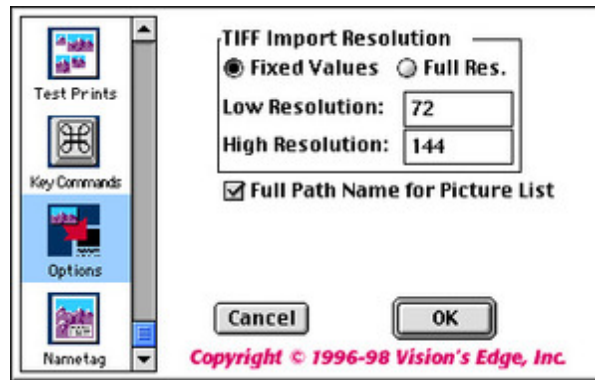 Test Prints
Key Commands
Options
Nametag
TIFF Import Resolution
Fixed Values Full Res.
Low Resolution: 72
High Resolution: 144
Full Path Name for Picture List
Cancel OK
Copyright © 1996-98 Vision's Edge, Inc.